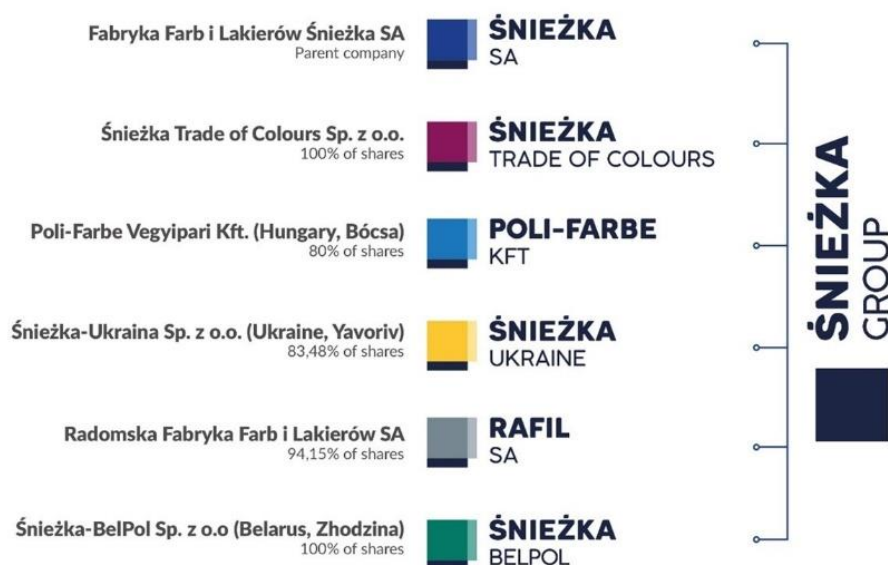 Fabryka Farb i Lakierów Śnieżka SA
Parent company
ŚNIEŻKA
SA
Śnieżka Trade of Colours Sp. z o.o.
100% of shares
ŚNIEŻKA
TRADE OF COLOURS
Poli-Farbe Vegyipari Kft. (Hungary, Bócsa)
80% of shares
POLI-FARBE
KFT
Śnieżka-Ukraina Sp. z o.o. (Ukraine, Yavoriv)
83,48% of shares
ŚNIEŻKA
UKRAINE
Radomska Fabryka Farb i Lakierów SA
94,15% of shares
RAFIL
SA
Śnieżka-BelPol Sp. z o.o (Belarus, Zhodzina)
100% of shares
ŚNIEŻKA
BELPOL
ŚNIEŻKA
GROUP